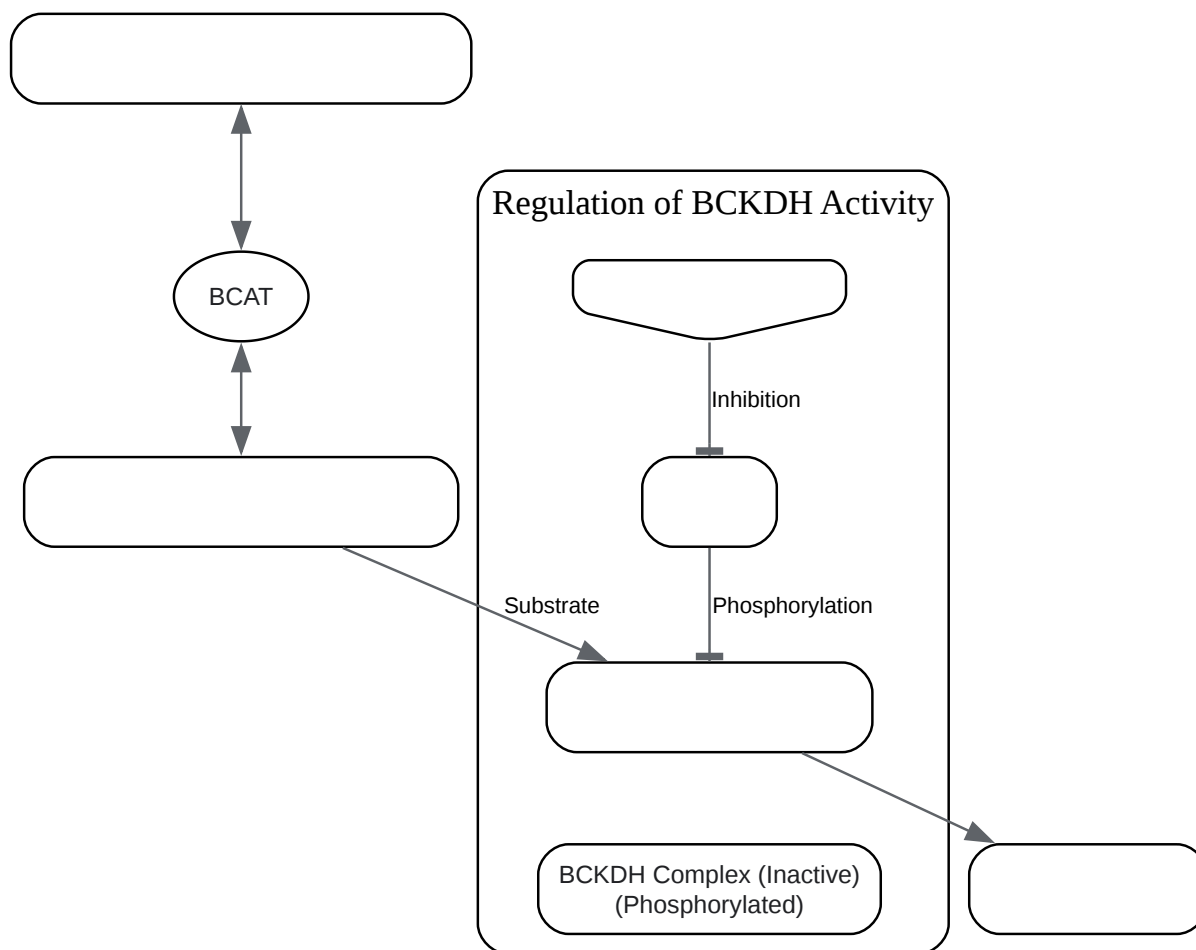 Regulation of BCKDH Activity
BCAT
Inhibition
Substrate
Phosphorylation
BCKDH Complex (Inactive)
(Phosphorylated)